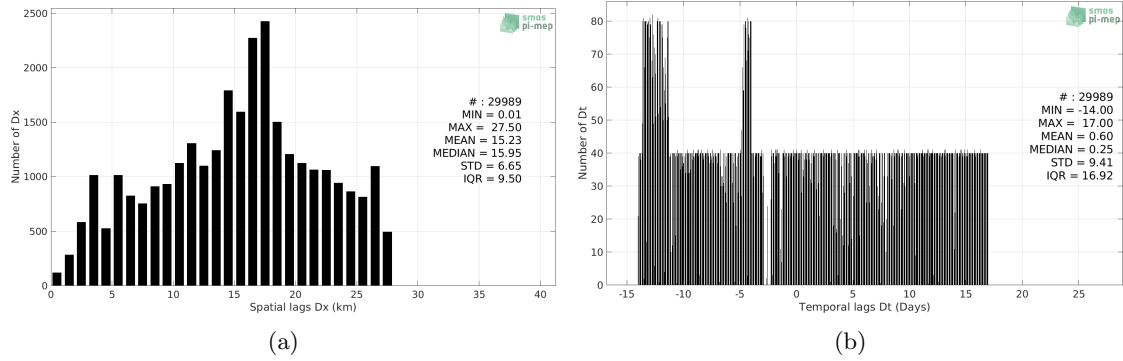 2500
2000
1500
1000
500
0
0
5
10
15
20
25
30
35
40
Number of Dx
Spatial lags Dx (km)
smos
pi-mep
# : 29989
MIN = 0.01
MAX = 27.50
MEAN = 15.23
MEDIAN = 15.95
STD = 6.65
IQR = 9.50
(a)
80
70
60
50
40
30
20
10
0
-15
-10
-5
0
5
10
15
20
25
Number of Dt
Temporal lags Dt (Days)
smos
pi-mep
# : 29989
MIN = -14.00
MAX = 17.00
MEAN = 0.60
MEDIAN = 0.25
STD = 9.41
IQR = 16.92
(b)